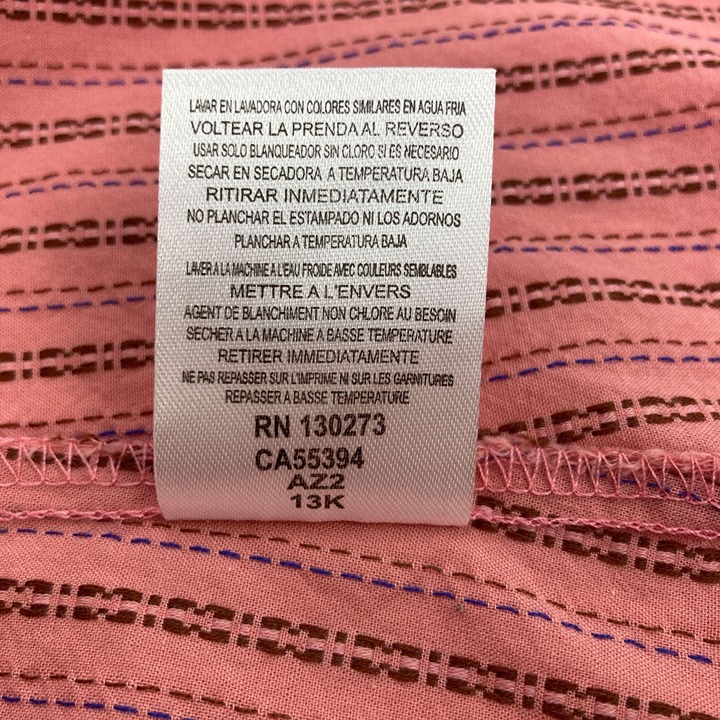 LAVAR EN LAVADORA CON COLORES SIMILARES EN AGUA FRIA
VOLTEAR LA PRENDA AL REVERSO
USAR SOLO BLANQUEADOR SIN CLORO SI ES NECESARIO
SECAR EN SECADORA A TEMPERATURA BAJA
RITIRAR INMEDIATAMENTE
NO PLANCHAR EL ESTAMPADO NI LOS ADORNOS
PLANCHAR A TEMPERATURA BAJA
LAVER A LA MACHINE A L'EAU FROIDE AVEC COULEURS SEMBLABLES
METTRE A L'ENVERS
AGENT DE BLANCHIMENT NON CHLORE AU BESOIN
SECHER A LA MACHINE A BASSE TEMPERATURE
RETIRER IMMEDIATEMENTE
NE PAS REPASSER SUR L'IMPRIME NI SUR LES GARNITURES
REPASSER A BASSE TEMPERATURE
RN 130273
CA55394
AZ2
13K